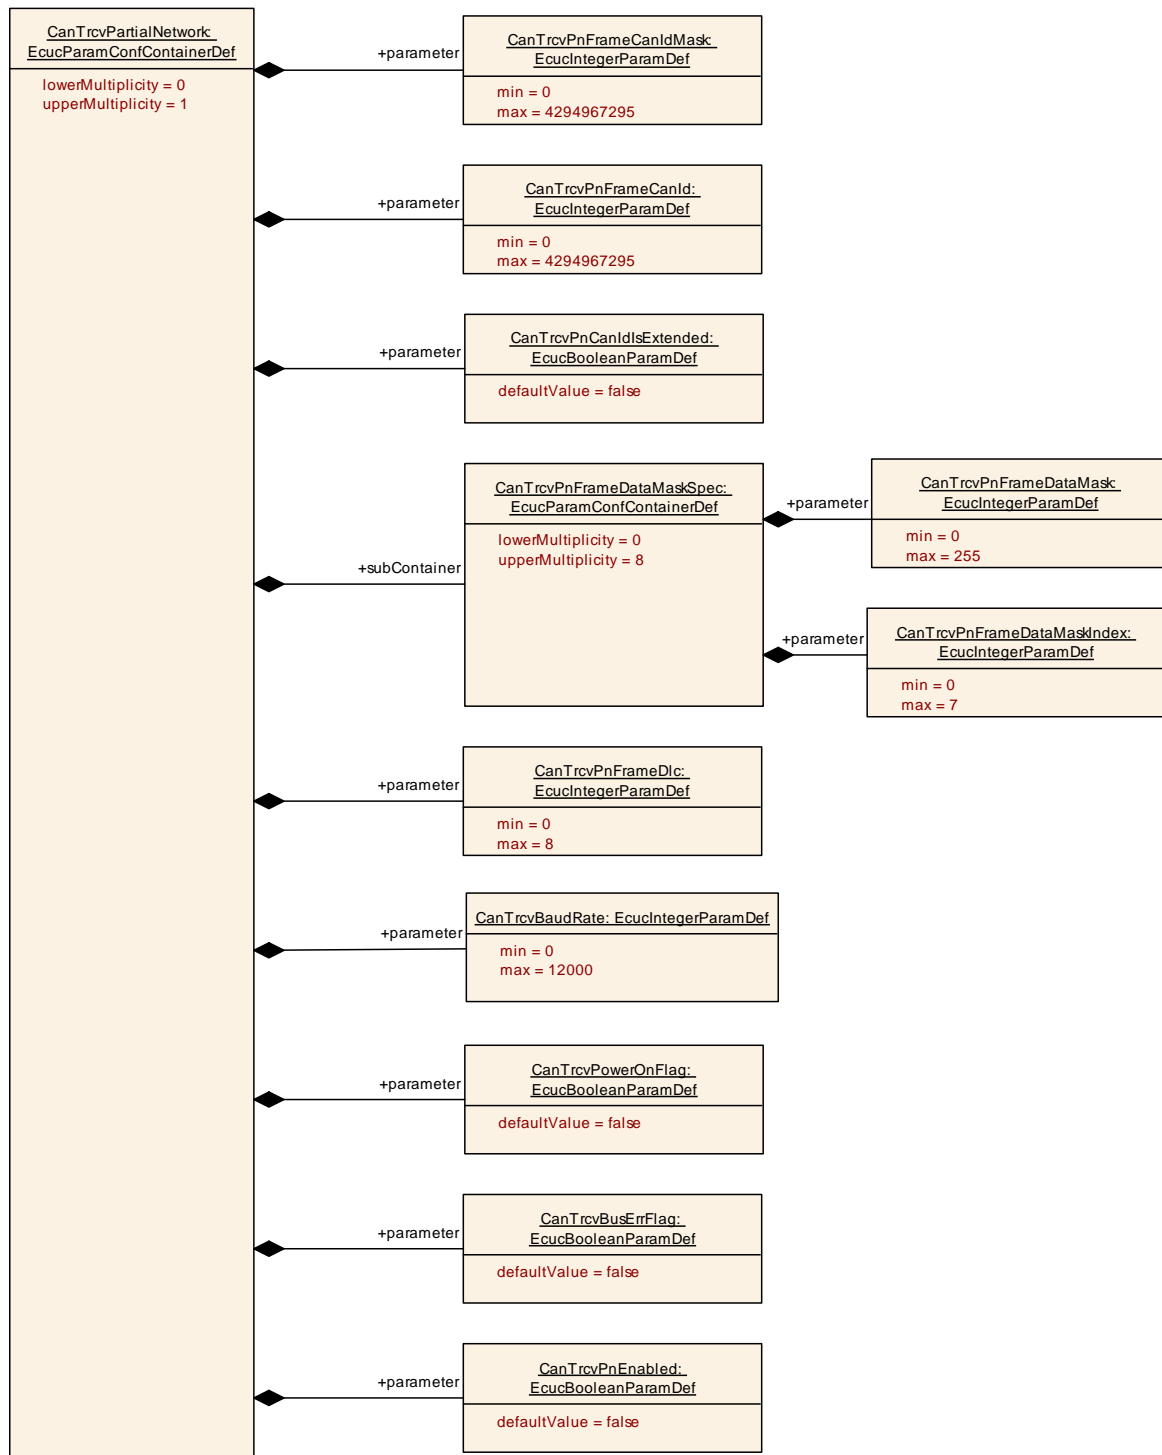 CanTrcvPartialNetwork:
EcucParamConfContainerDef
lowerMultiplicity = 0
upperMultiplicity = 1
+parameter
CanTrcvPnFrameCanIdMask:
EcucIntegerParamDef
min = 0
max = 4294967295
+parameter
CanTrcvPnFrameCanId:
EcucIntegerParamDef
min = 0
max = 4294967295
+parameter
CanTrcvPnCanIdIsExtended:
EcucBooleanParamDef
defaultValue = false
+subContainer
CanTrcvPnFrameDataMaskSpec:
EcucParamConfContainerDef
lowerMultiplicity = 0
upperMultiplicity = 8
+parameter
CanTrcvPnFrameDataMask:
EcucIntegerParamDef
min = 0
max = 255
+parameter
CanTrcvPnFrameDataMaskIndex:
EcucIntegerParamDef
min = 0
max = 7
+parameter
CanTrcvPnFrameDlc:
EcucIntegerParamDef
min = 0
max = 8
+parameter
CanTrcvBaudRate: EcucIntegerParamDef
min = 0
max = 12000
+parameter
CanTrcvPowerOnFlag:
EcucBooleanParamDef
defaultValue = false
+parameter
CanTrcvBusErrFlag:
EcucBooleanParamDef
defaultValue = false
+parameter
CanTrcvPnEnabled:
EcucBooleanParamDef
defaultValue = false